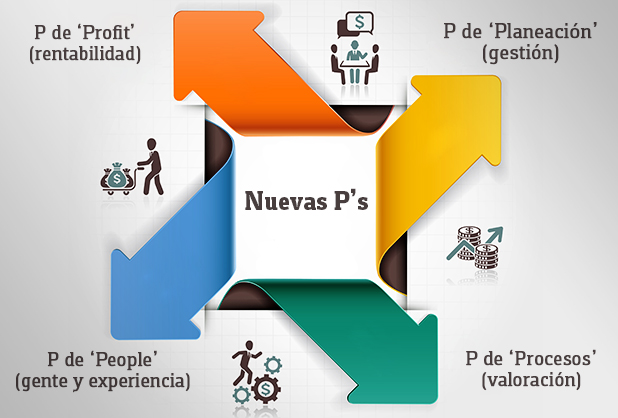 P de ‘Profit’
(rentabilidad)
P de ‘Planeación’
(gestión)
Nuevas P’s
P de ‘People’
(gente y experiencia)
P de ‘Procesos’
(valoración)